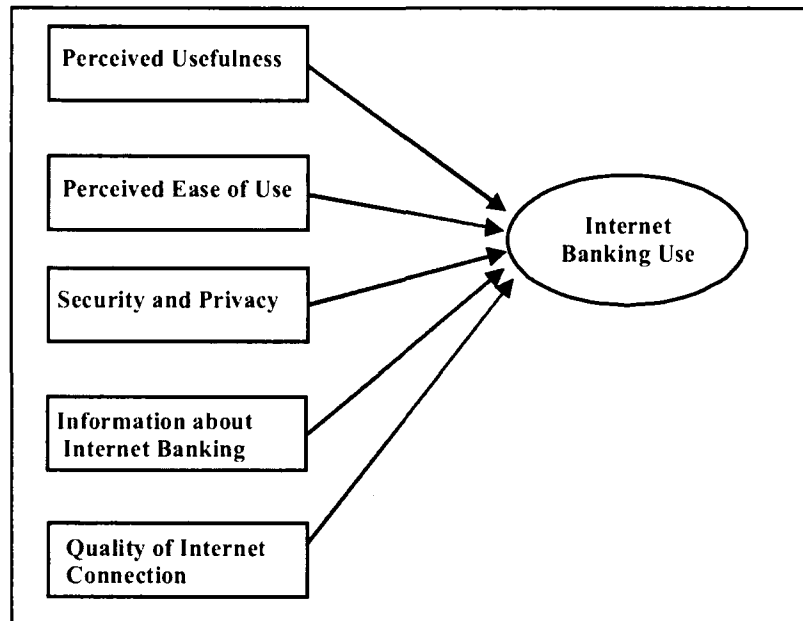 Perceived Usefulness
Perceived Ease of Use
Security and Privacy
Information about
Internet Banking
Quality of Internet
Connection
Internet
Banking Use